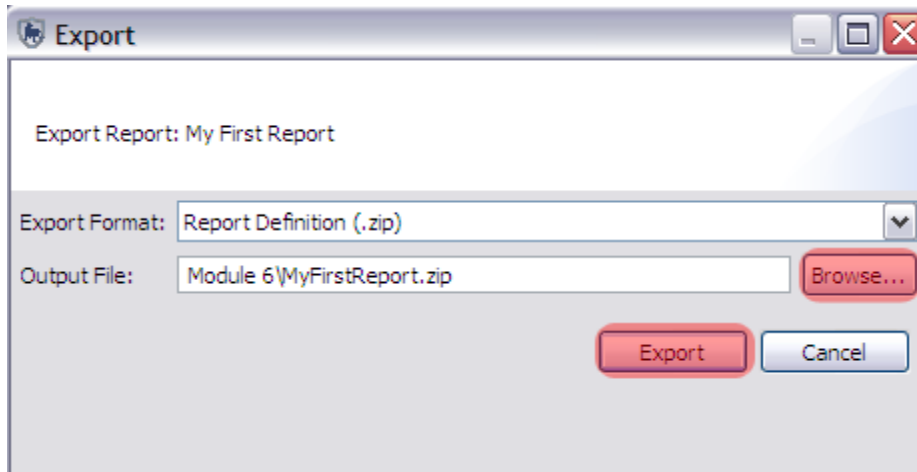 Export
Export Report: My First Report
Export Format: Report Definition (.zip)
Output File: Module 6\MyFirstReport.zip Browse...
Export Cancel